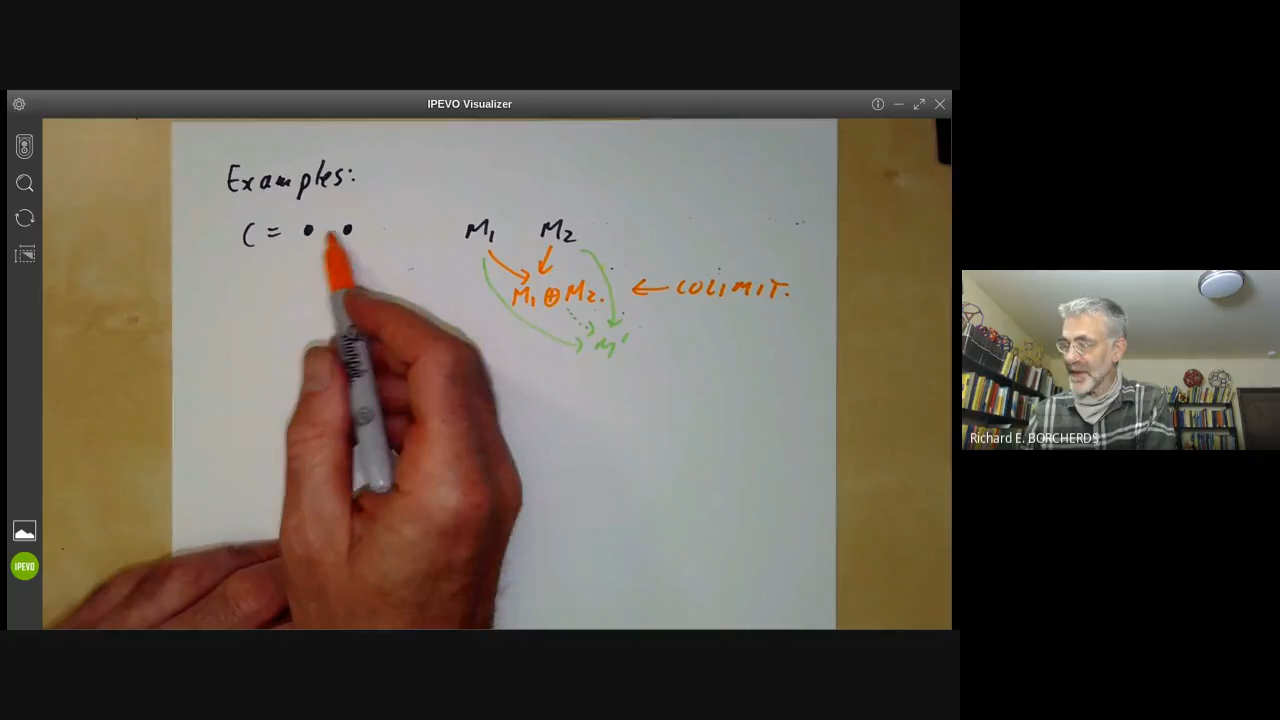 IPEVO Visualizer
Examples:
C = • •
M₁ M₂
M₁ ⊕ M₂. ← COLIMIT.
M'
Richard E. BORCHERDS
IPEVO